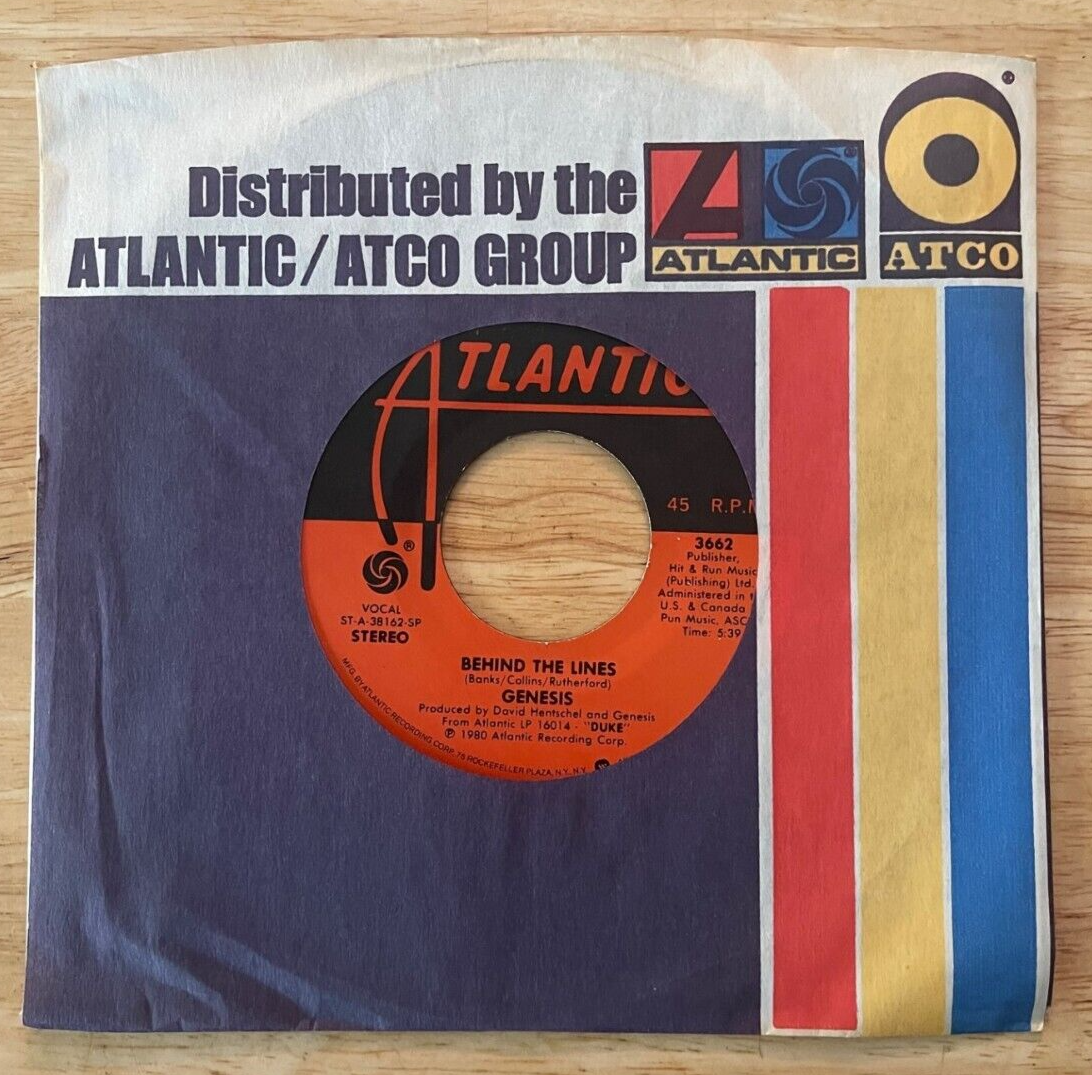 Distributed by the
ATLANTIC/ATCO GROUP
ATLANTIC
ATCO
ATLANTIC
45 R.P.M
®
VOCAL
ST-A-38162-SP
STEREO
3662
Publisher,
Hit & Run Music
(Publishing) Ltd.
Administered in t
U.S. & Canada
Pun Music, ASC
Time: 5:39
BEHIND THE LINES
(Banks/Collins/Rutherford)
GENESIS
Produced by David Hentschel and Genesis
From Atlantic LP 16014 - "DUKE"
℗ 1980 Atlantic Recording Corp.
MFG. BY ATLANTIC RECORDING CORP. 75 ROCKEFELLER PLAZA, N.Y., N.Y.